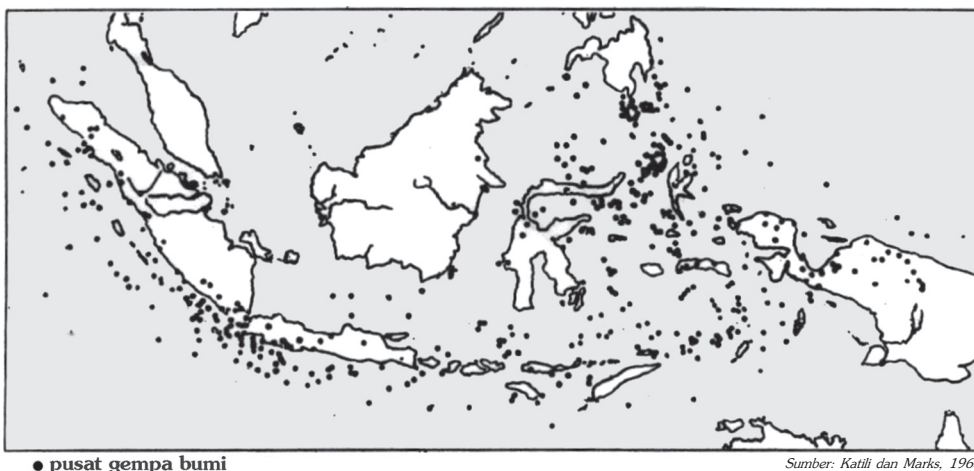 ● pusat gempa bumi
Sumber: Katili dan Marks, 196